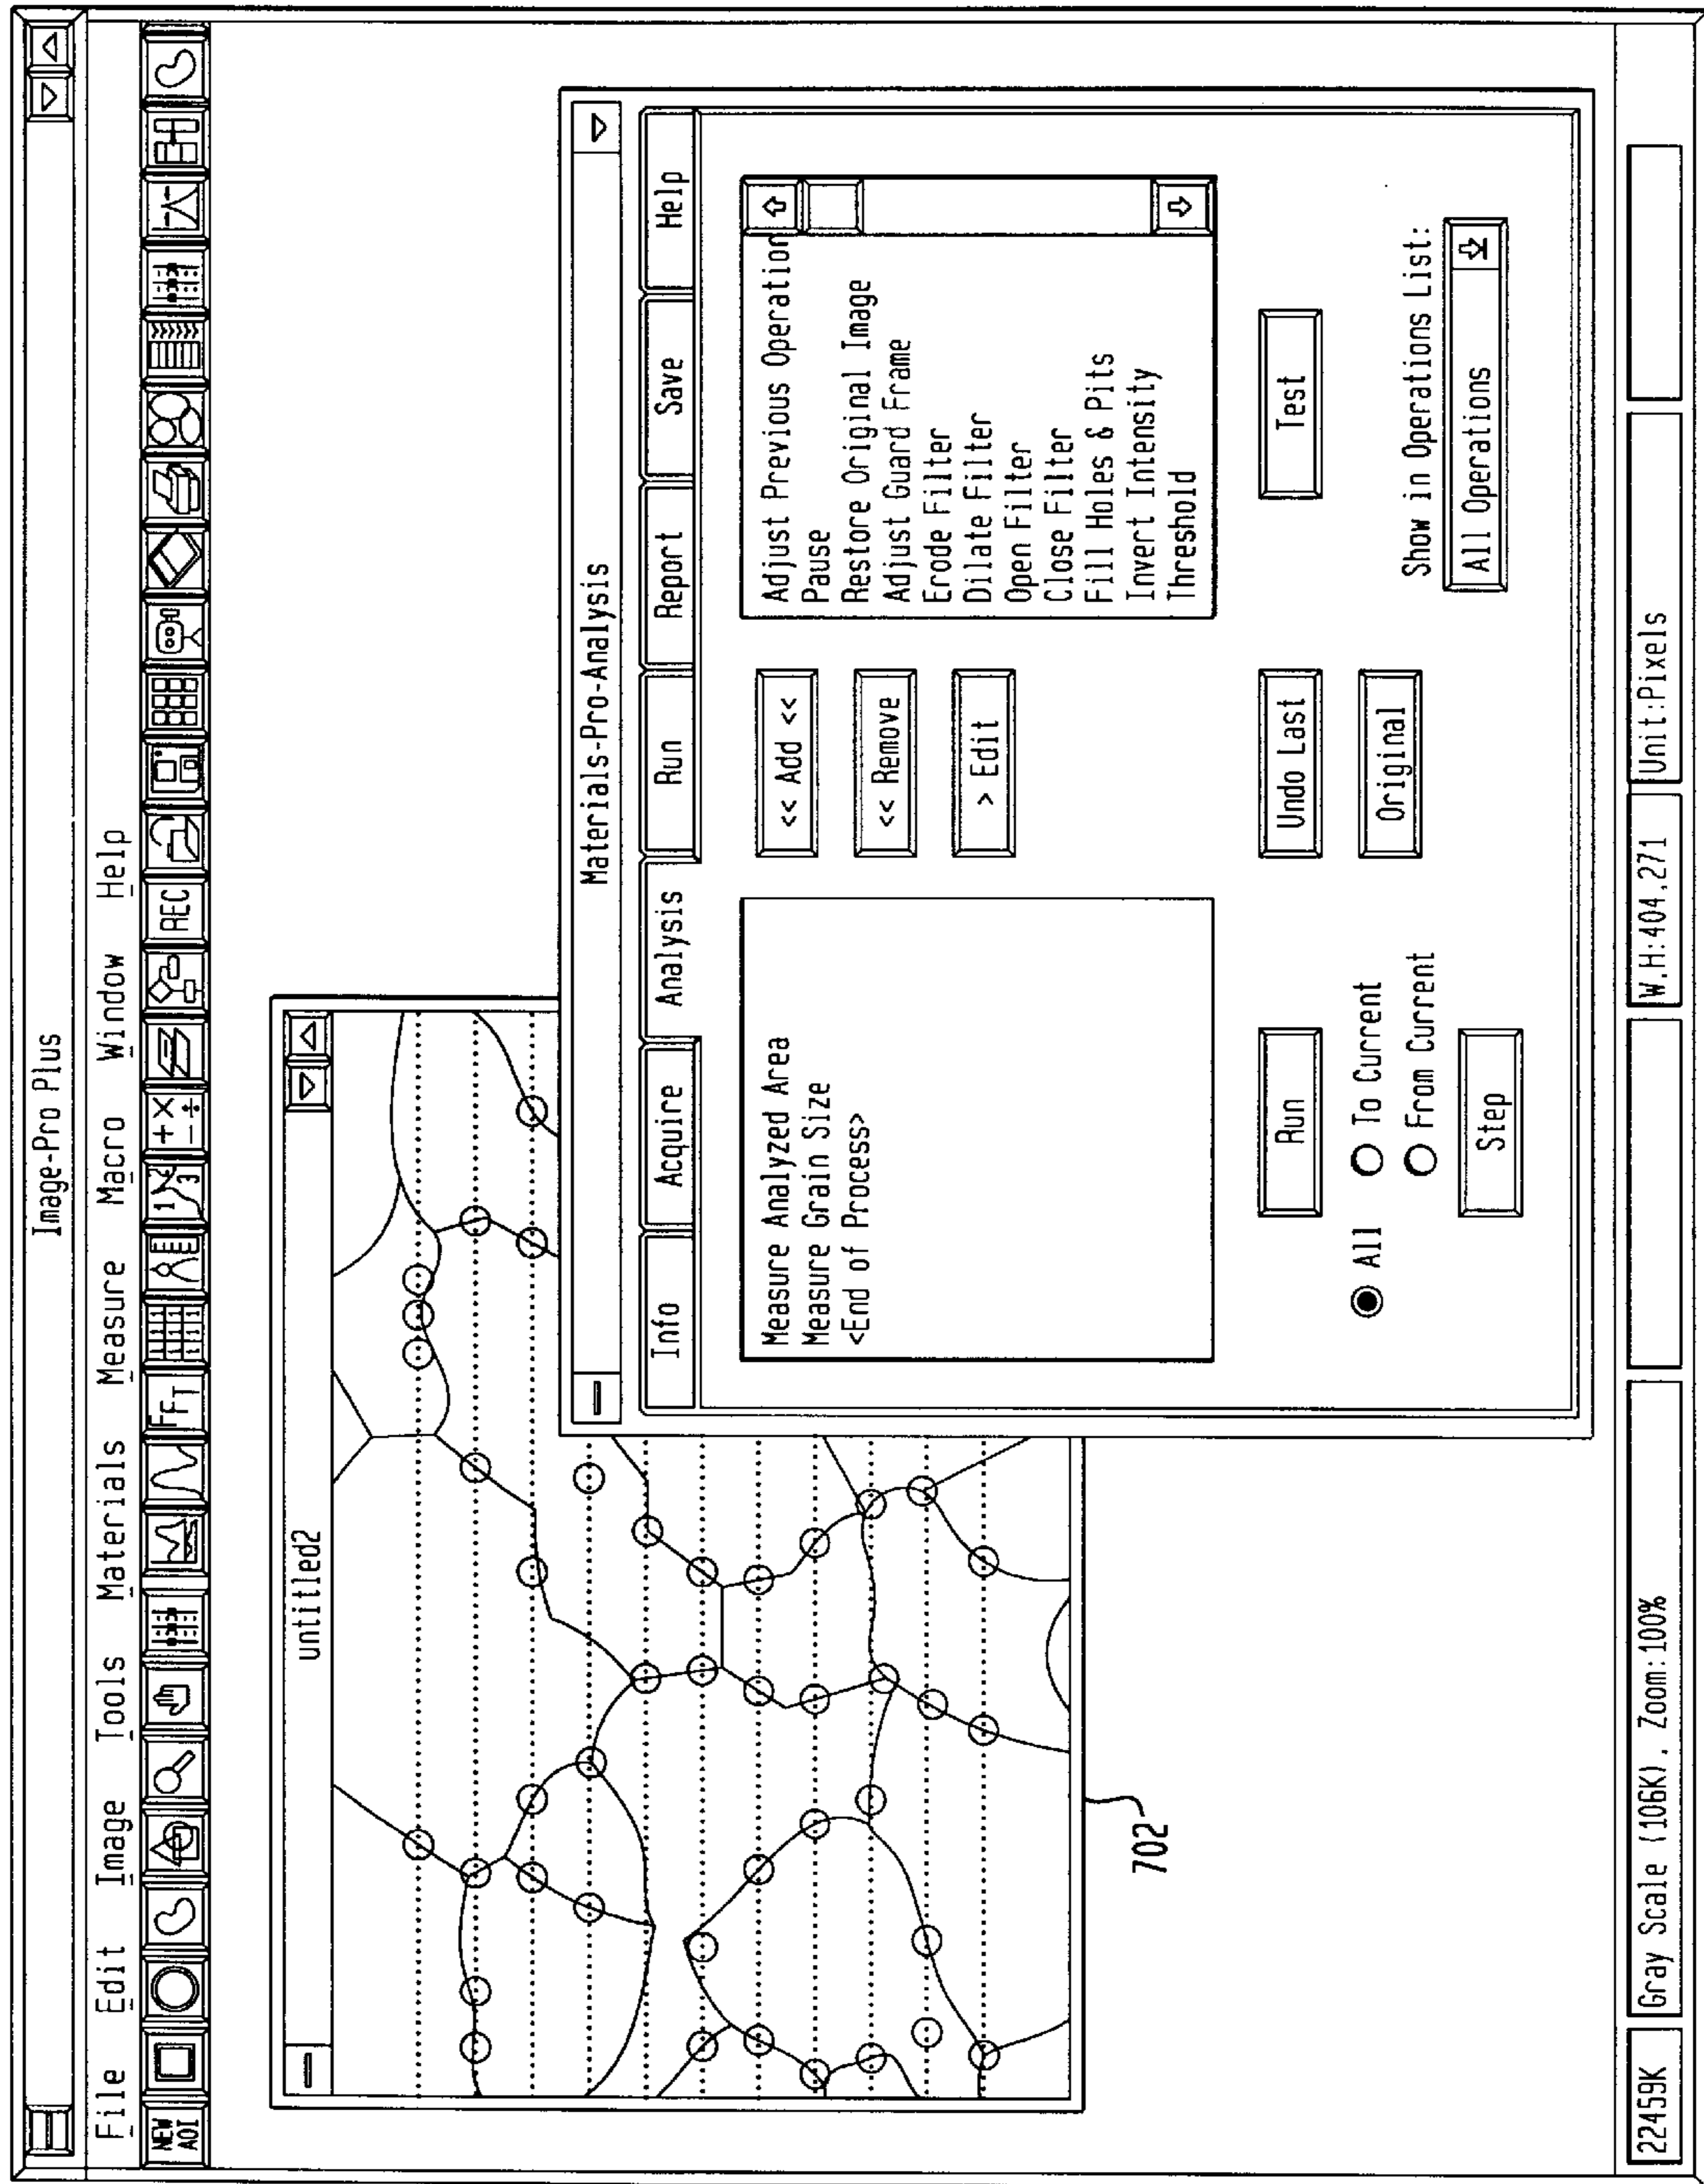 Image-Pro Plus
File Edit Image Tools Materials Measure Macro Window Help
NEW AOI
FFT
1 2 3
REC
untitled2
702
Materials-Pro-Analysis
Info Acquire Analysis Run Report Save Help
Measure Analyzed Area
Measure Grain Size
<End of Process>
<< Add <<
<< Remove
> Edit
Adjust Previous Operation
Pause
Restore Original Image
Adjust Guard Frame
Erode Filter
Dilate Filter
Open Filter
Close Filter
Fill Holes & Pits
Invert Intensity
Threshold
Run
Undo Last
Test
All
To Current
From Current
Original
Step
Show in Operations List:
All Operations
22459K
Gray Scale (106K), Zoom:100%
W,H:404,271
Unit:Pixels